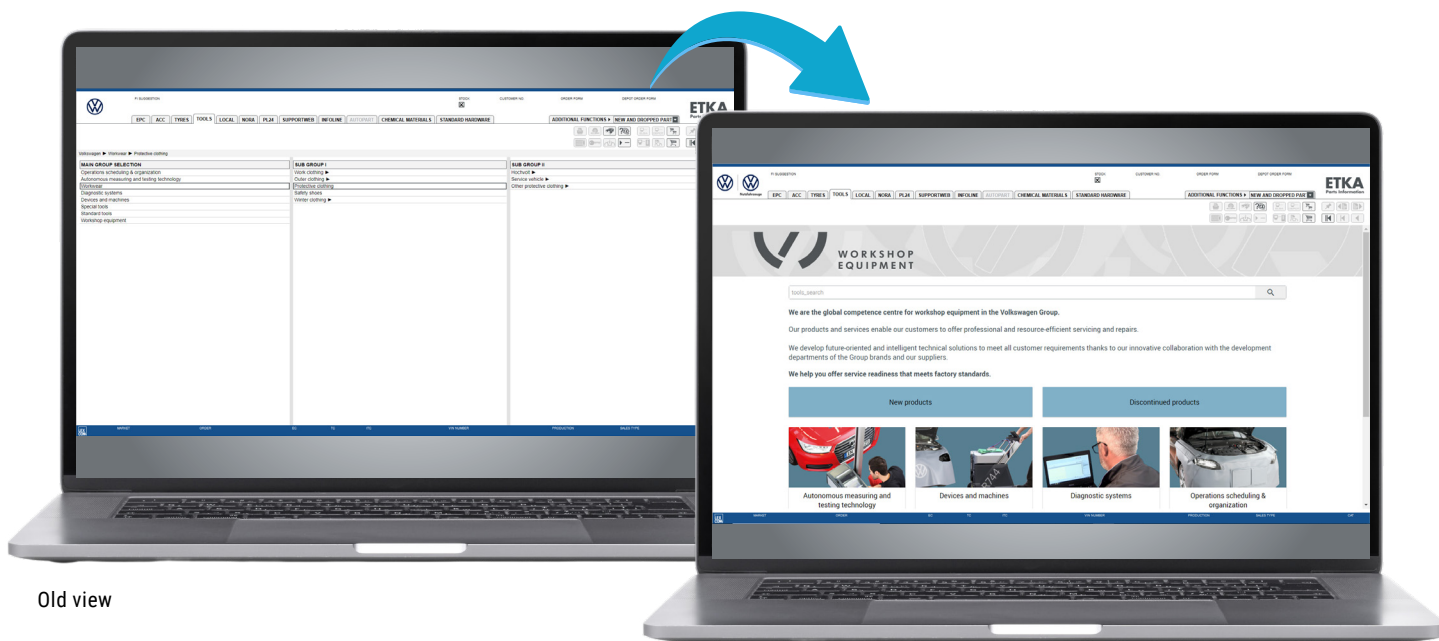 FI SUGGESTION STOCK CUSTOMER NO. ORDER FORM DEPOT ORDER FORM
ETKA
EPC ACC TYRES TOOLS LOCAL NORA PL24 SUPPORTWEB INFOLINE AUTOPART CHEMICAL MATERIALS STANDARD HARDWARE ADDITIONAL FUNCTIONS NEW AND DROPPED PART
Volkswagen ► Workwear ► Protective clothing
MAIN GROUP SELECTION SUB GROUP I SUB GROUP II
Operations scheduling & organization Work clothing ► Hochvolt ►
Autonomous measuring and testing technology Outer clothing ► Service vehicle ►
Workwear Protective clothing Other protective clothing ►
Diagnostic systems Safety shoes
Devices and machines Winter clothing ►
Special tools
Standard tools
Workshop equipment
MARKET ORDER EC TS ITC VIN NUMBER PRODUCTION SALES TYPE
Old view
FI SUGGESTION STOCK CUSTOMER NO. ORDER FORM DEPOT ORDER FORM
ETKA
Parts Information
EPC ACC TYRES TOOLS LOCAL NORA PL24 SUPPORTWEB INFOLINE AUTOPART CHEMICAL MATERIALS STANDARD HARDWARE ADDITIONAL FUNCTIONS NEW AND DROPPED PART
WORKSHOP
EQUIPMENT
tools_search
We are the global competence centre for workshop equipment in the Volkswagen Group.
Our products and services enable our customers to offer professional and resource-efficient servicing and repairs.
We develop future-oriented and intelligent technical solutions to meet all customer requirements thanks to our innovative collaboration with the development
departments of the Group brands and our suppliers.
We help you offer service readiness that meets factory standards.
New products Discontinued products
Autonomous measuring and Devices and machines Diagnostic systems Operations scheduling &
testing technology organization
MARKET ORDER EC TS ITC VIN NUMBER PRODUCTION SALES TYPE CAT